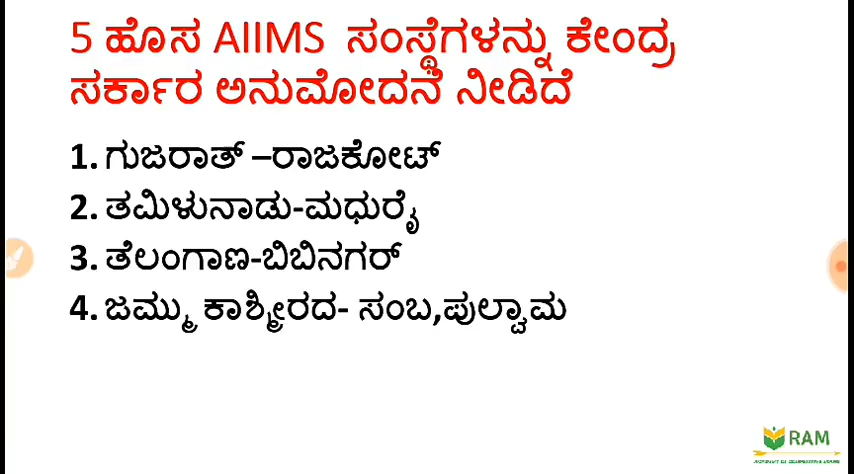 5 ಹೊಸ AIIMS ಸಂಸ್ಥೆಗಳನ್ನು ಕೇಂದ್ರ
ಸರ್ಕಾರ ಅನುಮೋದನೆ ನೀಡಿದೆ
1. ಗುಜರಾತ್ –ರಾಜಕೋಟ್
2. ತಮಿಳುನಾಡು-ಮಧುರೈ
3. ತೆಲಂಗಾಣ-ಬಿಬಿನಗರ್
4. ಜಮ್ಮು ಕಾಶ್ಮೀರದ- ಸಂಬ,ಪುಲ್ವಾಮ
RAM